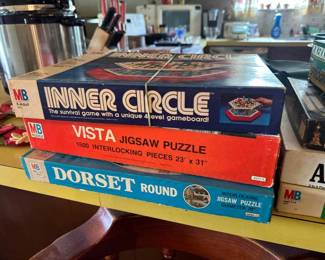 MB
INNER CIRCLE
The survival game with a unique 4-level gameboard!
MB
VISTA JIGSAW PUZZLE
1500 INTERLOCKING PIECES 23" x 31"
MB
DORSET ROUND
JIGSAW PUZZLE
MB
A